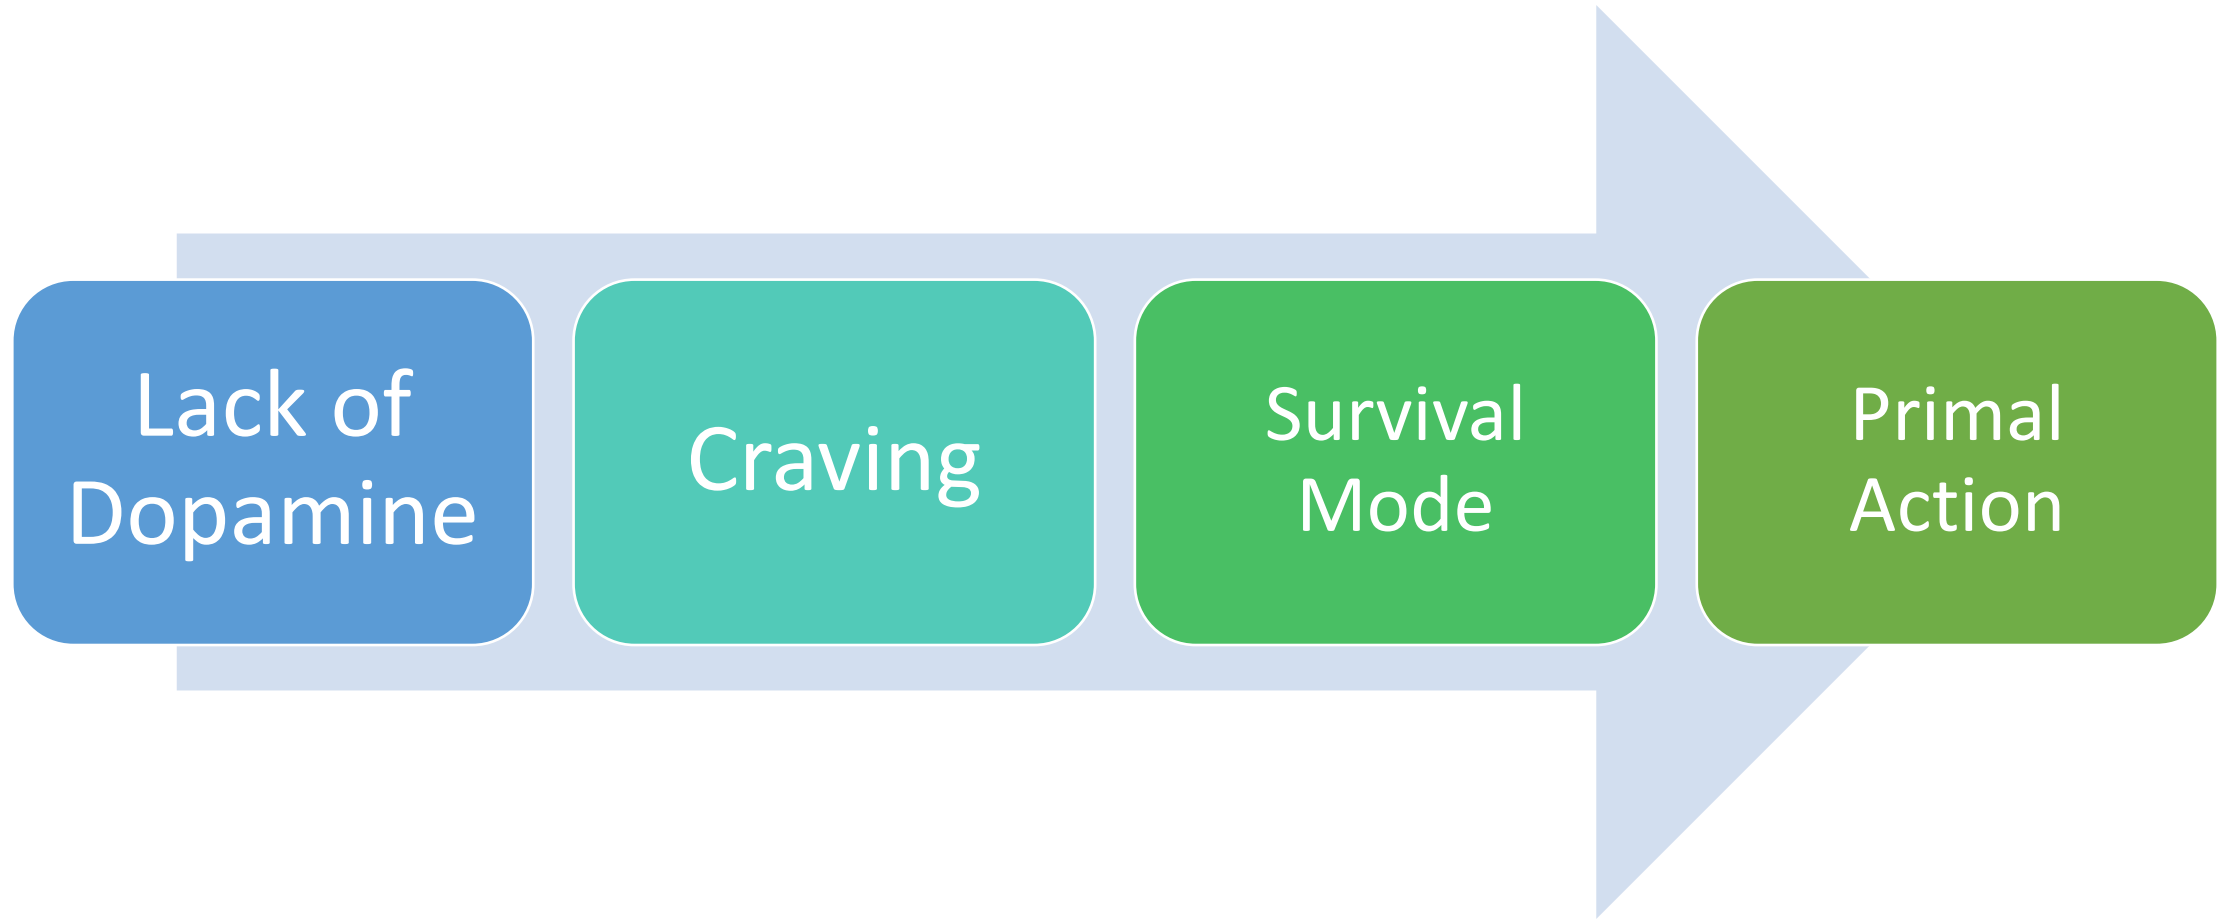 Lack of
Dopamine
Craving
Survival
Mode
Primal
Action